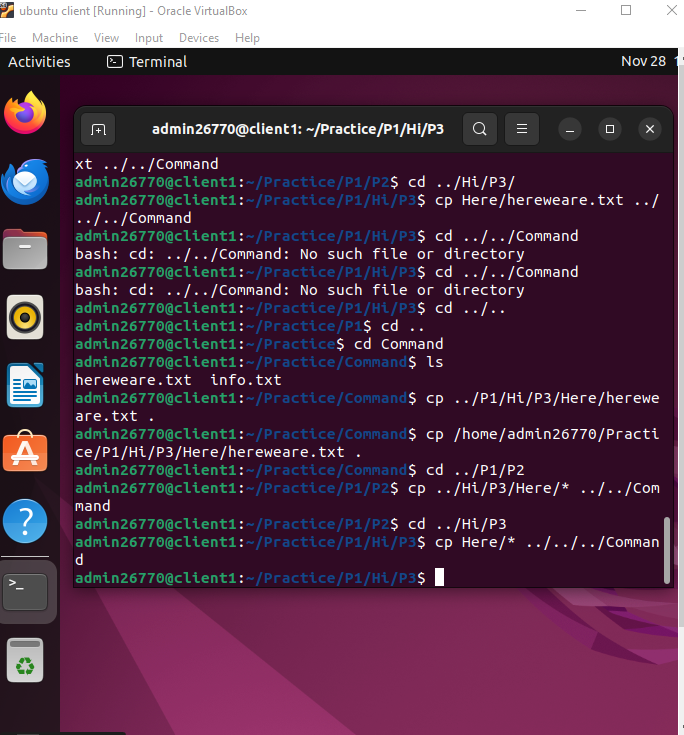 ubuntu client [Running] - Oracle VirtualBox
File Machine View Input Devices Help
Activities Terminal Nov 28
admin26770@client1: ~/Practice/P1/Hi/P3
xt ../../Command
admin26770@client1:~/Practice/P1/P2$ cd ../Hi/P3/
admin26770@client1:~/Practice/P1/Hi/P3$ cp Here/hereweare.txt ../
../../Command
admin26770@client1:~/Practice/P1/Hi/P3$ cd ../../Command
bash: cd: ../../Command: No such file or directory
admin26770@client1:~/Practice/P1/Hi/P3$ cd ../../Command
bash: cd: ../../Command: No such file or directory
admin26770@client1:~/Practice/P1/Hi/P3$ cd ../..
admin26770@client1:~/Practice/P1$ cd ..
admin26770@client1:~/Practice$ cd Command
admin26770@client1:~/Practice/Command$ ls
hereweare.txt  info.txt
admin26770@client1:~/Practice/Command$ cp ../P1/Hi/P3/Here/herewe
are.txt .
admin26770@client1:~/Practice/Command$ cp /home/admin26770/Practi
ce/P1/Hi/P3/Here/hereweare.txt .
admin26770@client1:~/Practice/Command$ cd ../P1/P2
admin26770@client1:~/Practice/P1/P2$ cp ../Hi/P3/Here/* ../../Com
mand
admin26770@client1:~/Practice/P1/P2$ cd ../Hi/P3
admin26770@client1:~/Practice/P1/Hi/P3$ cp Here/* ../../../Comman
d
admin26770@client1:~/Practice/P1/Hi/P3$